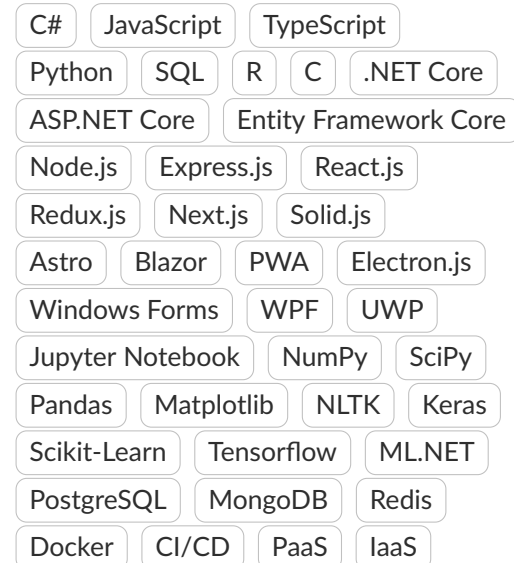 C# JavaScript TypeScript
Python SQL R C .NET Core
ASP.NET Core Entity Framework Core
Node.js Express.js React.js
Redux.js Next.js Solid.js
Astro Blazor PWA Electron.js
Windows Forms WPF UWP
Jupyter Notebook NumPy SciPy
Pandas Matplotlib NLTK Keras
Scikit-Learn Tensorflow ML.NET
PostgreSQL MongoDB Redis
Docker CI/CD PaaS IaaS